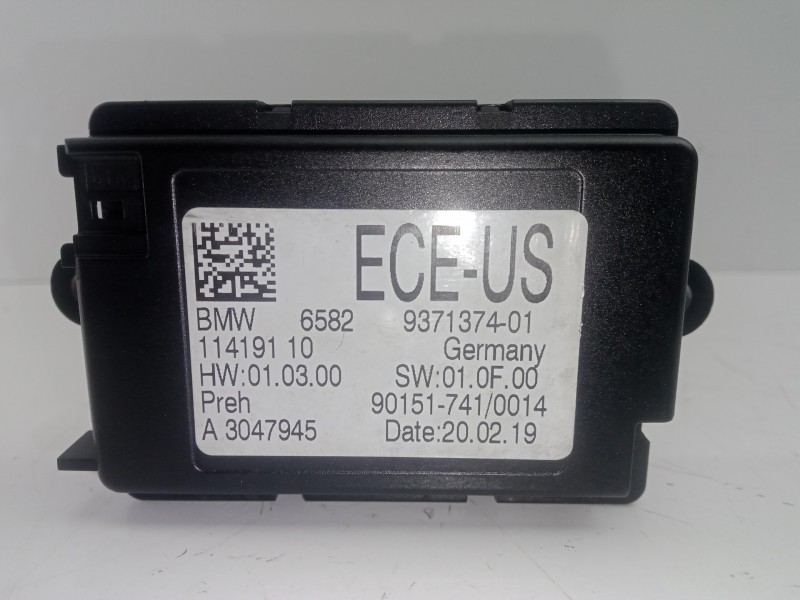 ECE-US
BMW 6582 9371374-01
114191 10 Germany
HW:01.03.00 SW:01.0F.00
Preh 90151-741/0014
A 3047945 Date:20.02.19